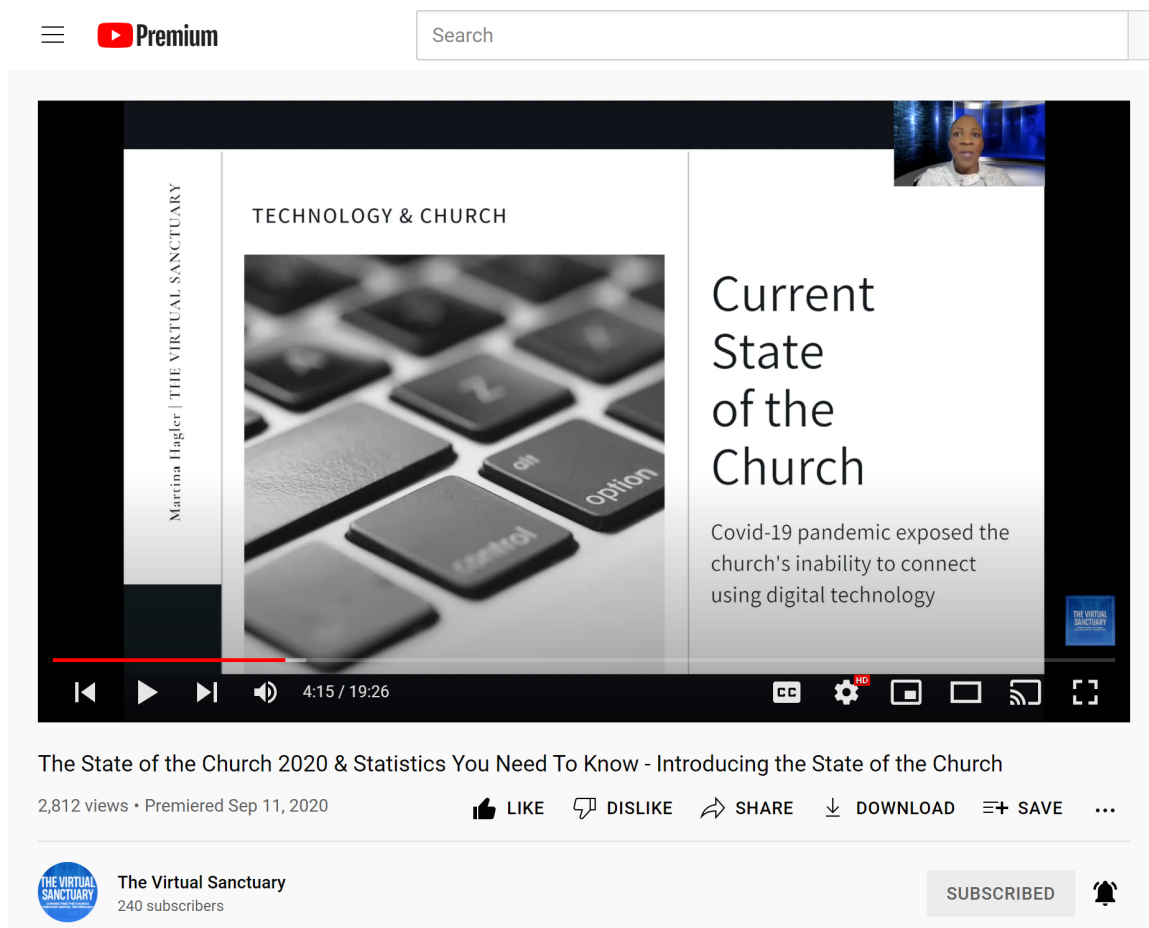 Premium
Search
TECHNOLOGY & CHURCH
Martina Hagler | THE VIRTUAL SANCTUARY
alt
option
control
Z
Current
State
of the
Church
Covid-19 pandemic exposed the
church's inability to connect
using digital technology
THE VIRTUAL
SANCTUARY
4:15 / 19:26
CC
HD
The State of the Church 2020 & Statistics You Need To Know - Introducing the State of the Church
2,812 views • Premiered Sep 11, 2020
LIKE
DISLIKE
SHARE
DOWNLOAD
SAVE
THE VIRTUAL
SANCTUARY
The Virtual Sanctuary
240 subscribers
SUBSCRIBED